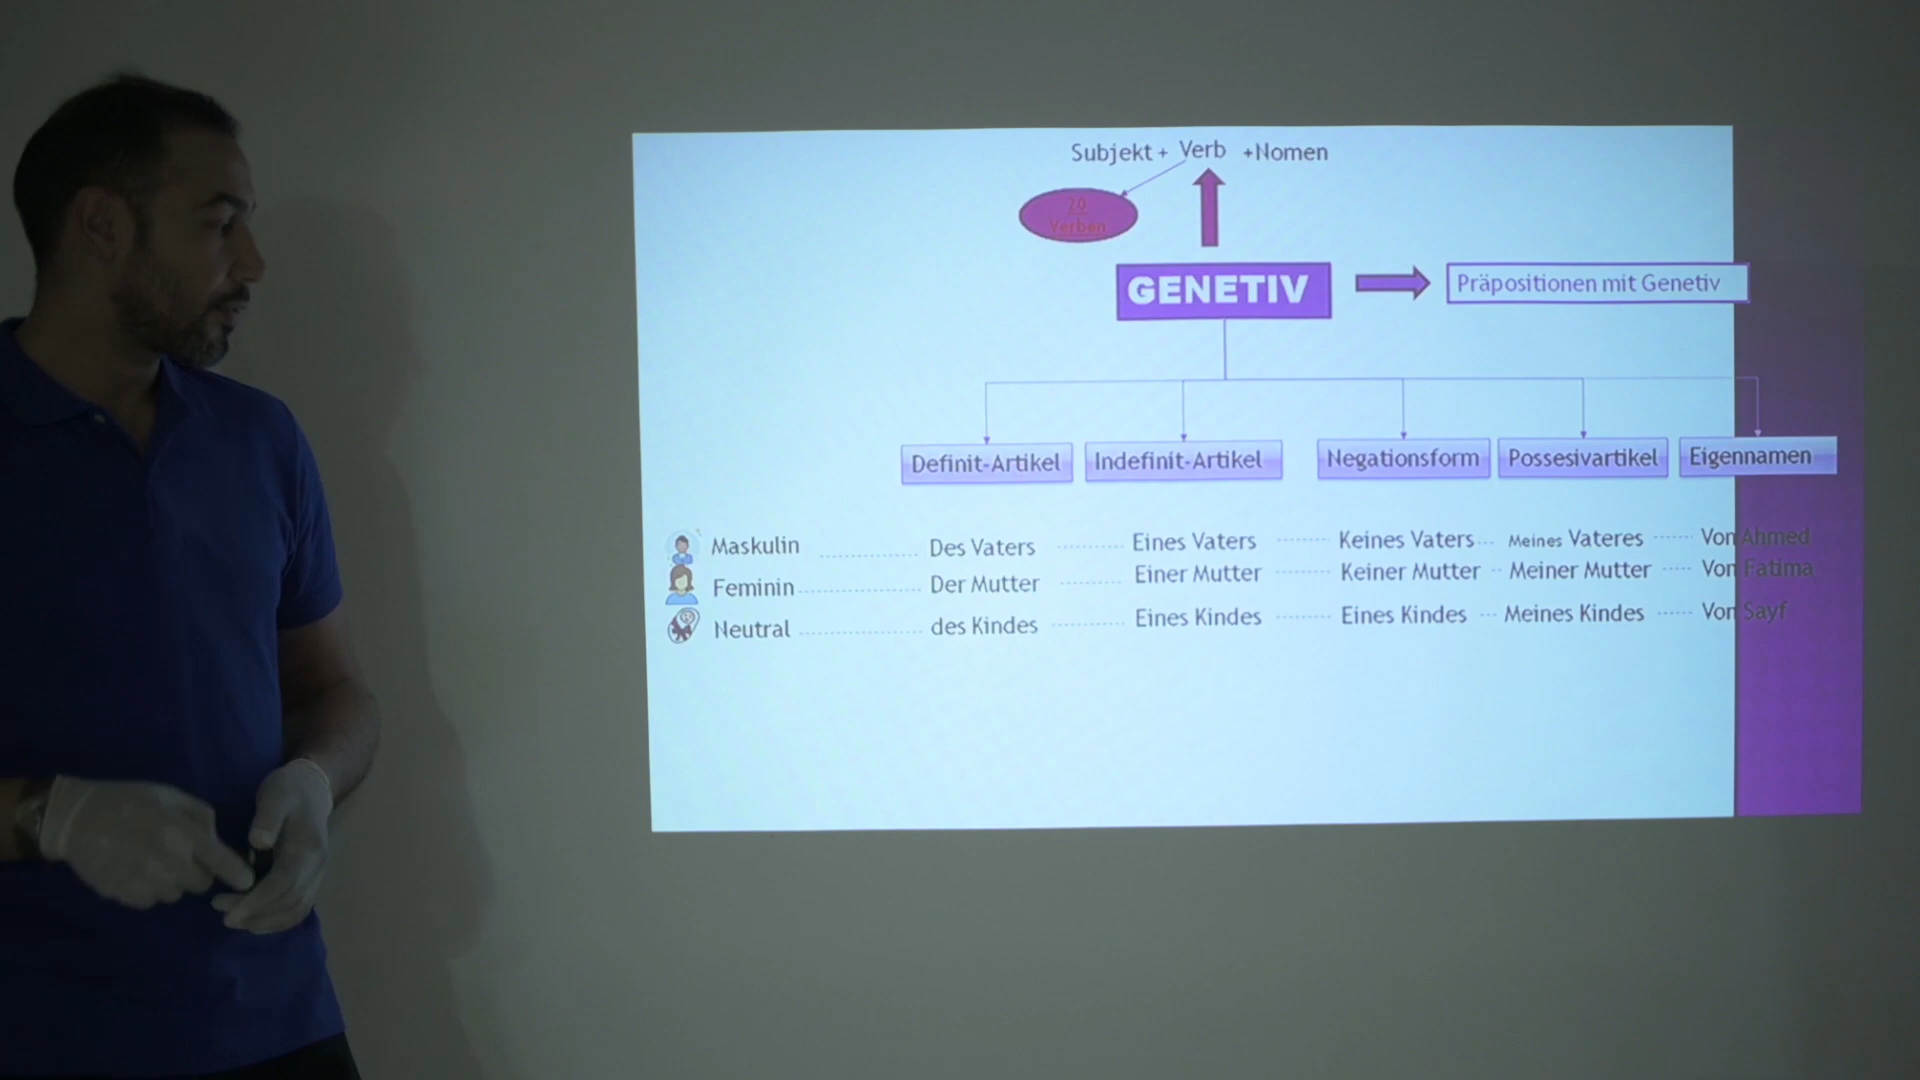 Subjekt + Verb +Nomen
20
Verben
GENETIV
Präpositionen mit Genetiv
Definit-Artikel Indefinit-Artikel Negationsform Possesivartikel Eigennamen
Maskulin ........ Des Vaters ........ Eines Vaters ........ Keines Vaters ... Meines Vateres ...... Von Ahmed
Feminin ........ Der Mutter ........ Einer Mutter ........ Keiner Mutter .. Meiner Mutter ..... Von Fatima
Neutral ........ des Kindes ........ Eines Kindes ........ Eines Kindes ... Meines Kindes ...... Von Sayf